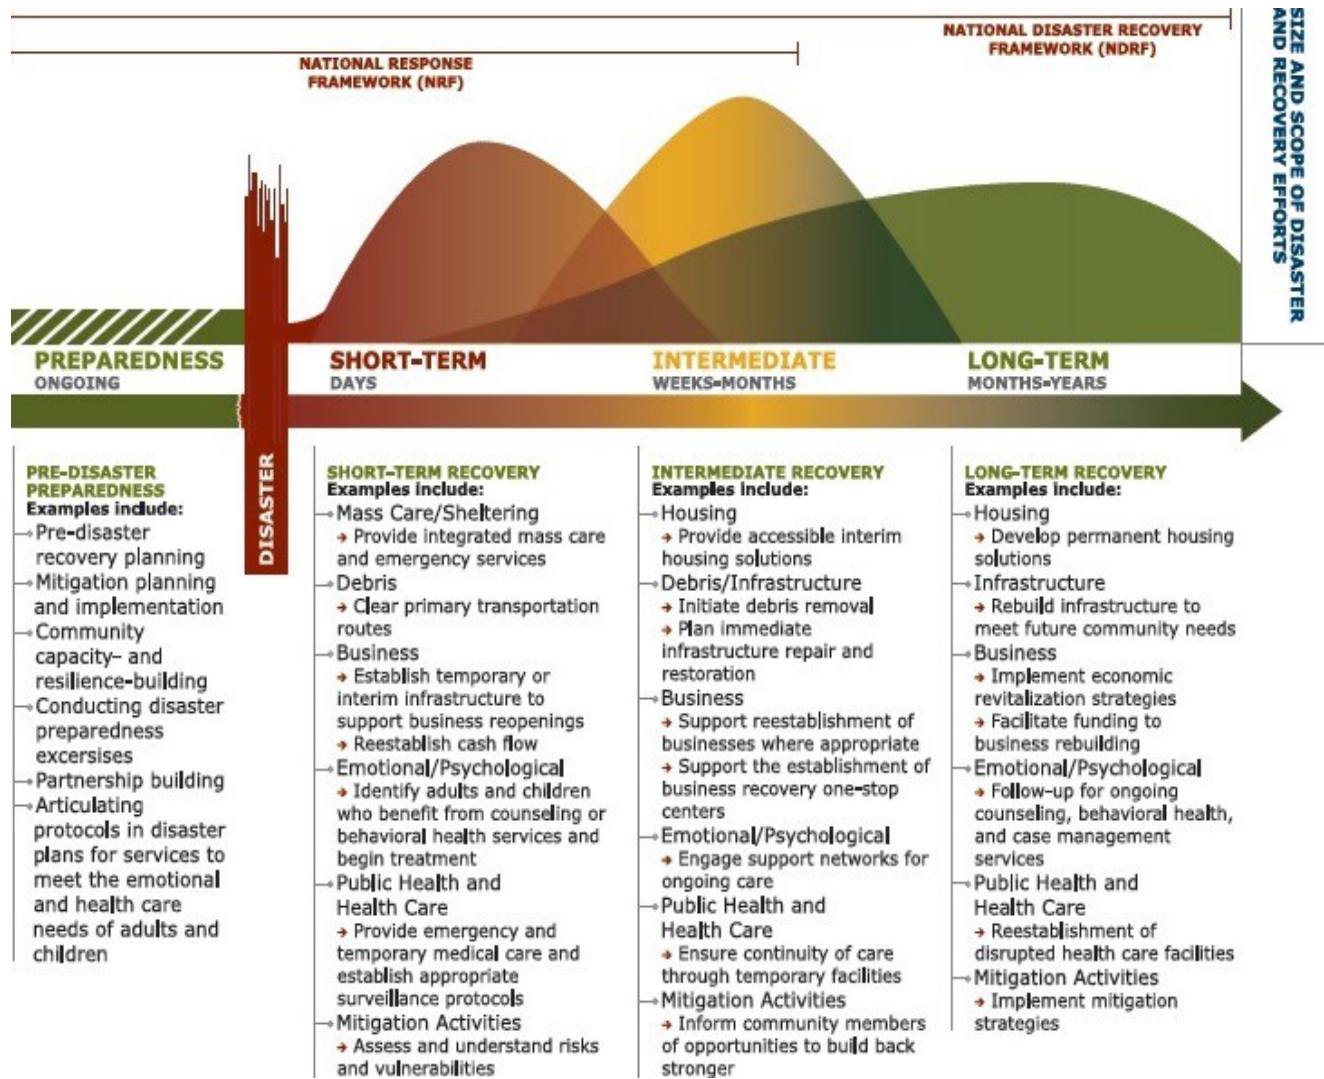 NATIONAL DISASTER RECOVERY
FRAMEWORK (NDRF)
NATIONAL RESPONSE
FRAMEWORK (NRF)
SIZE AND SCOPE OF DISASTER
AND RECOVERY EFFORTS
PREPAREDNESS
ONGOING
SHORT-TERM
DAYS
INTERMEDIATE
WEEKS-MONTHS
LONG-TERM
MONTHS-YEARS
DISASTER
PRE-DISASTER
PREPAREDNESS
Examples include:
Pre-disaster
recovery planning
Mitigation planning
and implementation
Community
capacity- and
resilience-building
Conducting disaster
preparedness
excersises
Partnership building
Articulating
protocols in disaster
plans for services to
meet the emotional
and health care
needs of adults and
children
SHORT-TERM RECOVERY
Examples include:
Mass Care/Sheltering
→ Provide integrated mass care
and emergency services
Debris
→ Clear primary transportation
routes
Business
→ Establish temporary or
interim infrastructure to
support business reopenings
→ Reestablish cash flow
Emotional/Psychological
→ Identify adults and children
who benefit from counseling or
behavioral health services and
begin treatment
Public Health and
Health Care
→ Provide emergency and
temporary medical care and
establish appropriate
surveillance protocols
Mitigation Activities
→ Assess and understand risks
and vulnerabilities
INTERMEDIATE RECOVERY
Examples include:
Housing
→ Provide accessible interim
housing solutions
Debris/Infrastructure
→ Initiate debris removal
→ Plan immediate
infrastructure repair and
restoration
Business
→ Support reestablishment of
businesses where appropriate
→ Support the establishment of
business recovery one-stop
centers
Emotional/Psychological
→ Engage support networks for
ongoing care
Public Health and
Health Care
→ Ensure continuity of care
through temporary facilities
Mitigation Activities
→ Inform community members
of opportunities to build back
stronger
LONG-TERM RECOVERY
Examples include:
Housing
→ Develop permanent housing
solutions
Infrastructure
→ Rebuild infrastructure to
meet future community needs
Business
→ Implement economic
revitalization strategies
→ Facilitate funding to
business rebuilding
Emotional/Psychological
→ Follow-up for ongoing
counseling, behavioral health,
and case management
services
Public Health and
Health Care
→ Reestablishment of
disrupted health care facilities
Mitigation Activities
→ Implement mitigation
strategies